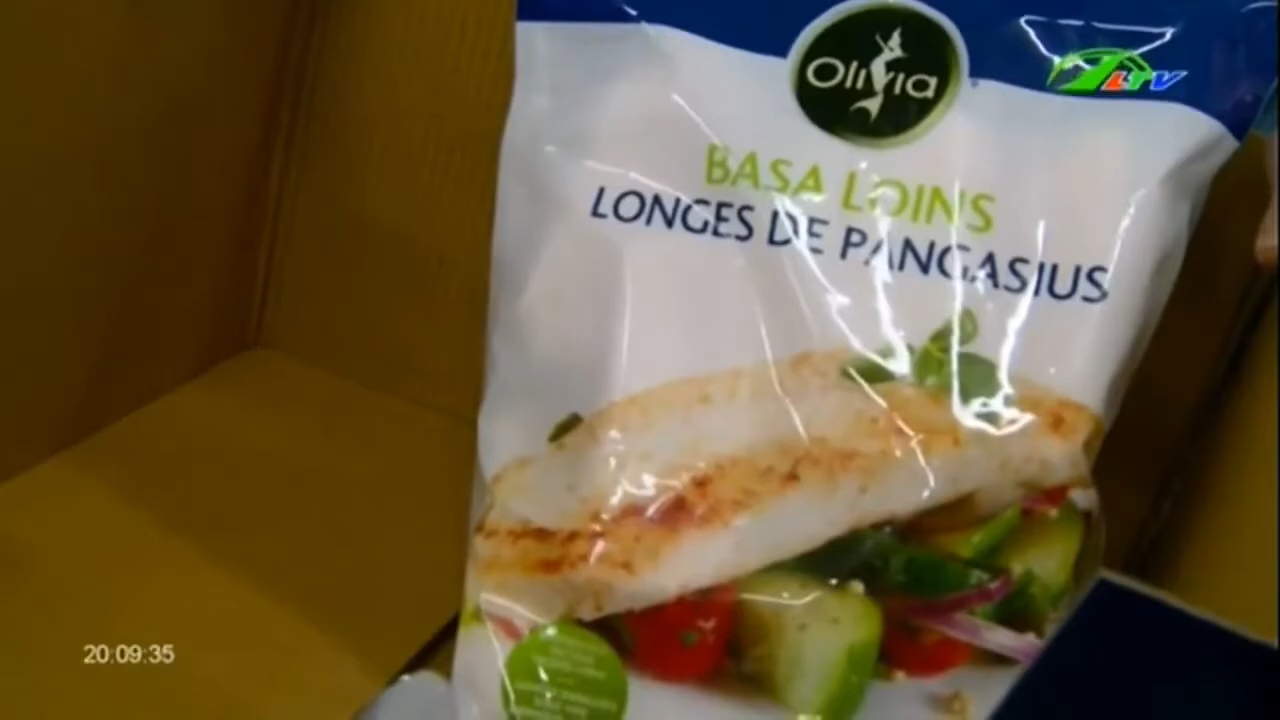 Olivia
LTV
BASA LOINS
LONGES DE PANGASIUS
20:09:35